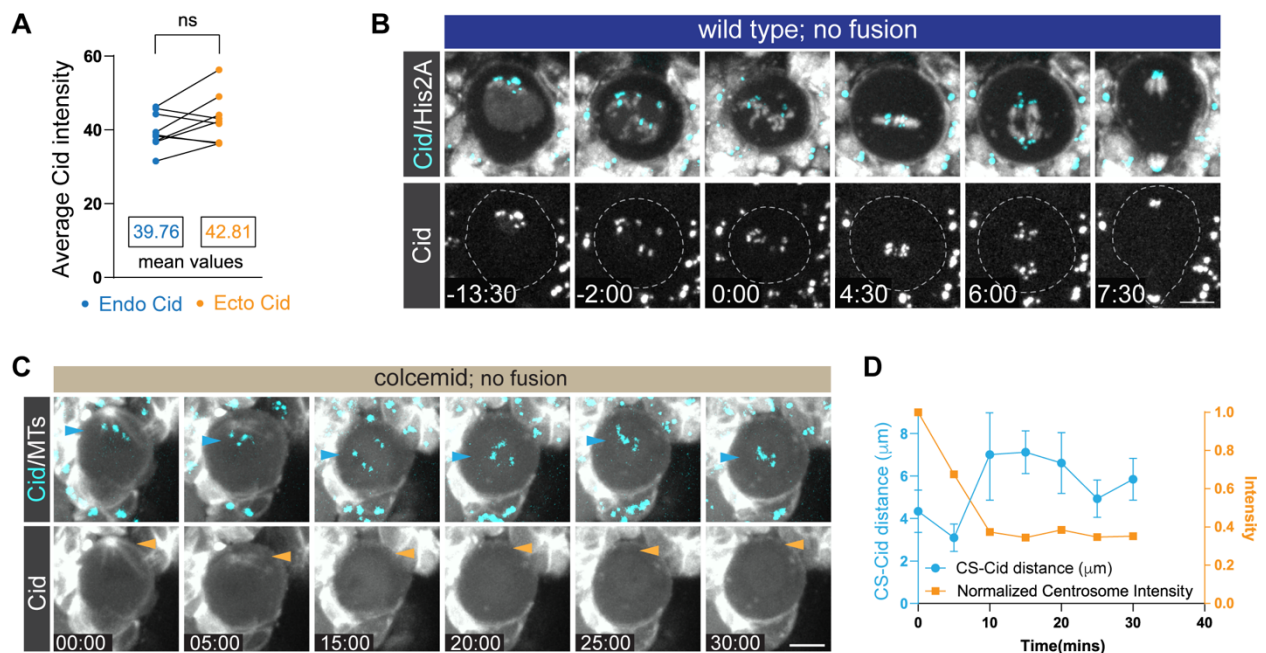 A
ns
60
40
20
0
Average Cid intensity
39.76
42.81
mean values
Endo Cid
Ecto Cid
B
wild type; no fusion
Cid/His2A
Cid
-13:30
-2:00
0:00
4:30
6:00
7:30
C
colcemid; no fusion
Cid/MTs
Cid
00:00
05:00
15:00
20:00
25:00
30:00
D
CS-Cid distance (μm)
8
6
4
2
0
1.0
0.8
0.6
0.4
0.2
0.0
Intensity
CS-Cid distance (μm)
Normalized Centrosome Intensity
0
10
20
30
40
Time(mins)